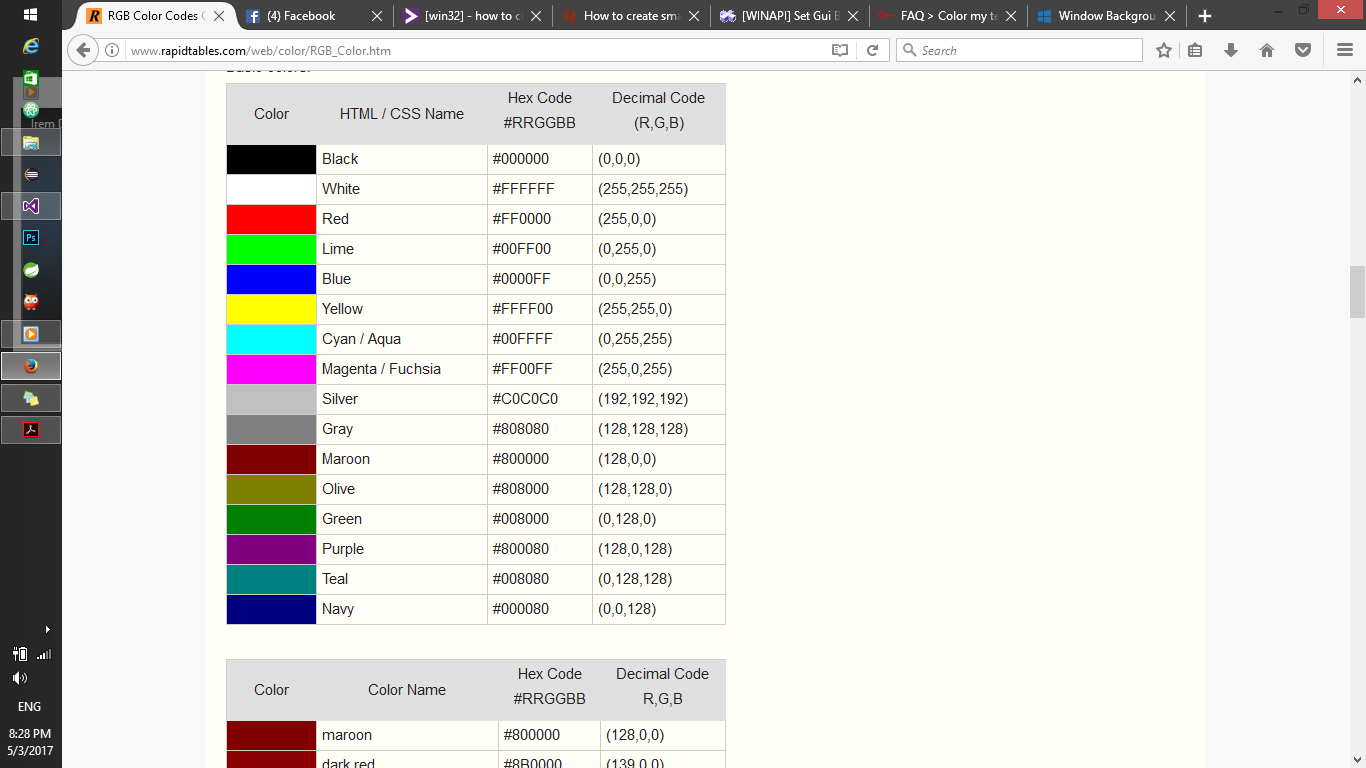 RGB Color Codes C
(4) Facebook
[win32] - how to c
How to create sma
[WINAPI] Set Gui B
FAQ > Color my te
Window Backgrou
www.rapidtables.com/web/color/RGB_Color.htm
Search
Color HTML / CSS Name Hex Code #RRGGBB Decimal Code (R,G,B)
Black #000000 (0,0,0)
White #FFFFFF (255,255,255)
Red #FF0000 (255,0,0)
Lime #00FF00 (0,255,0)
Blue #0000FF (0,0,255)
Yellow #FFFF00 (255,255,0)
Cyan / Aqua #00FFFF (0,255,255)
Magenta / Fuchsia #FF00FF (255,0,255)
Silver #C0C0C0 (192,192,192)
Gray #808080 (128,128,128)
Maroon #800000 (128,0,0)
Olive #808000 (128,128,0)
Green #008000 (0,128,0)
Purple #800080 (128,0,128)
Teal #008080 (0,128,128)
Navy #000080 (0,0,128)
Color Color Name Hex Code #RRGGBB Decimal Code R,G,B
maroon #800000 (128,0,0)
dark red #8B0000 (139,0,0)
Ps
ENG
8:28 PM
5/3/2017